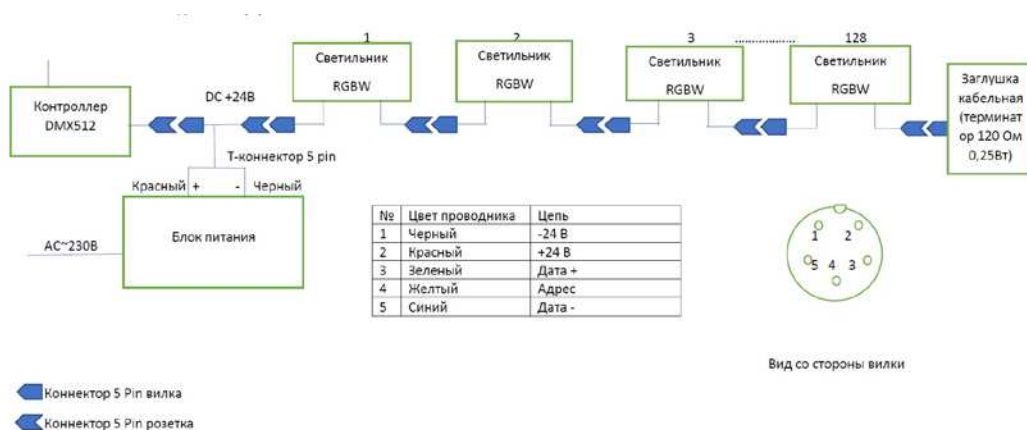 1
2
3
..................
128
Светильник
RGBW
Светильник
RGBW
Светильник
RGBW
Светильник
RGBW
Заглушка
кабельная
(терминат
ор 120 Ом
0,25Вт)
Контроллер
DMX512
DC +24В
Т-коннектор 5 pin
Красный + - Черный
Блок питания
AC~230В
№ Цвет проводника Цепь
1 Черный -24 В
2 Красный +24 В
3 Зеленый Дата +
4 Желтый Адрес
5 Синий Дата -
1 2
5 4 3
Вид со стороны вилки
Коннектор 5 Pin вилка
Коннектор 5 Pin розетка